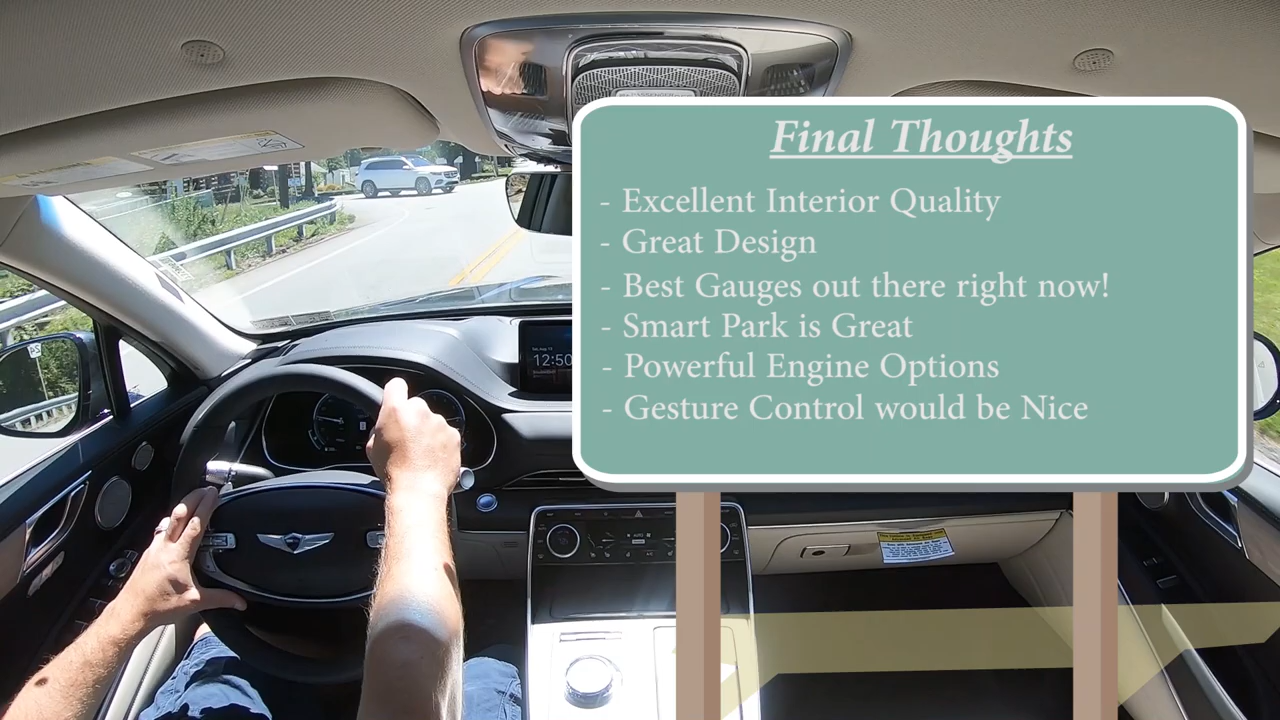 Final Thoughts
- Excellent Interior Quality
- Great Design
- Best Gauges out there right now!
- Smart Park is Great
- Powerful Engine Options
- Gesture Control would be Nice
12:50